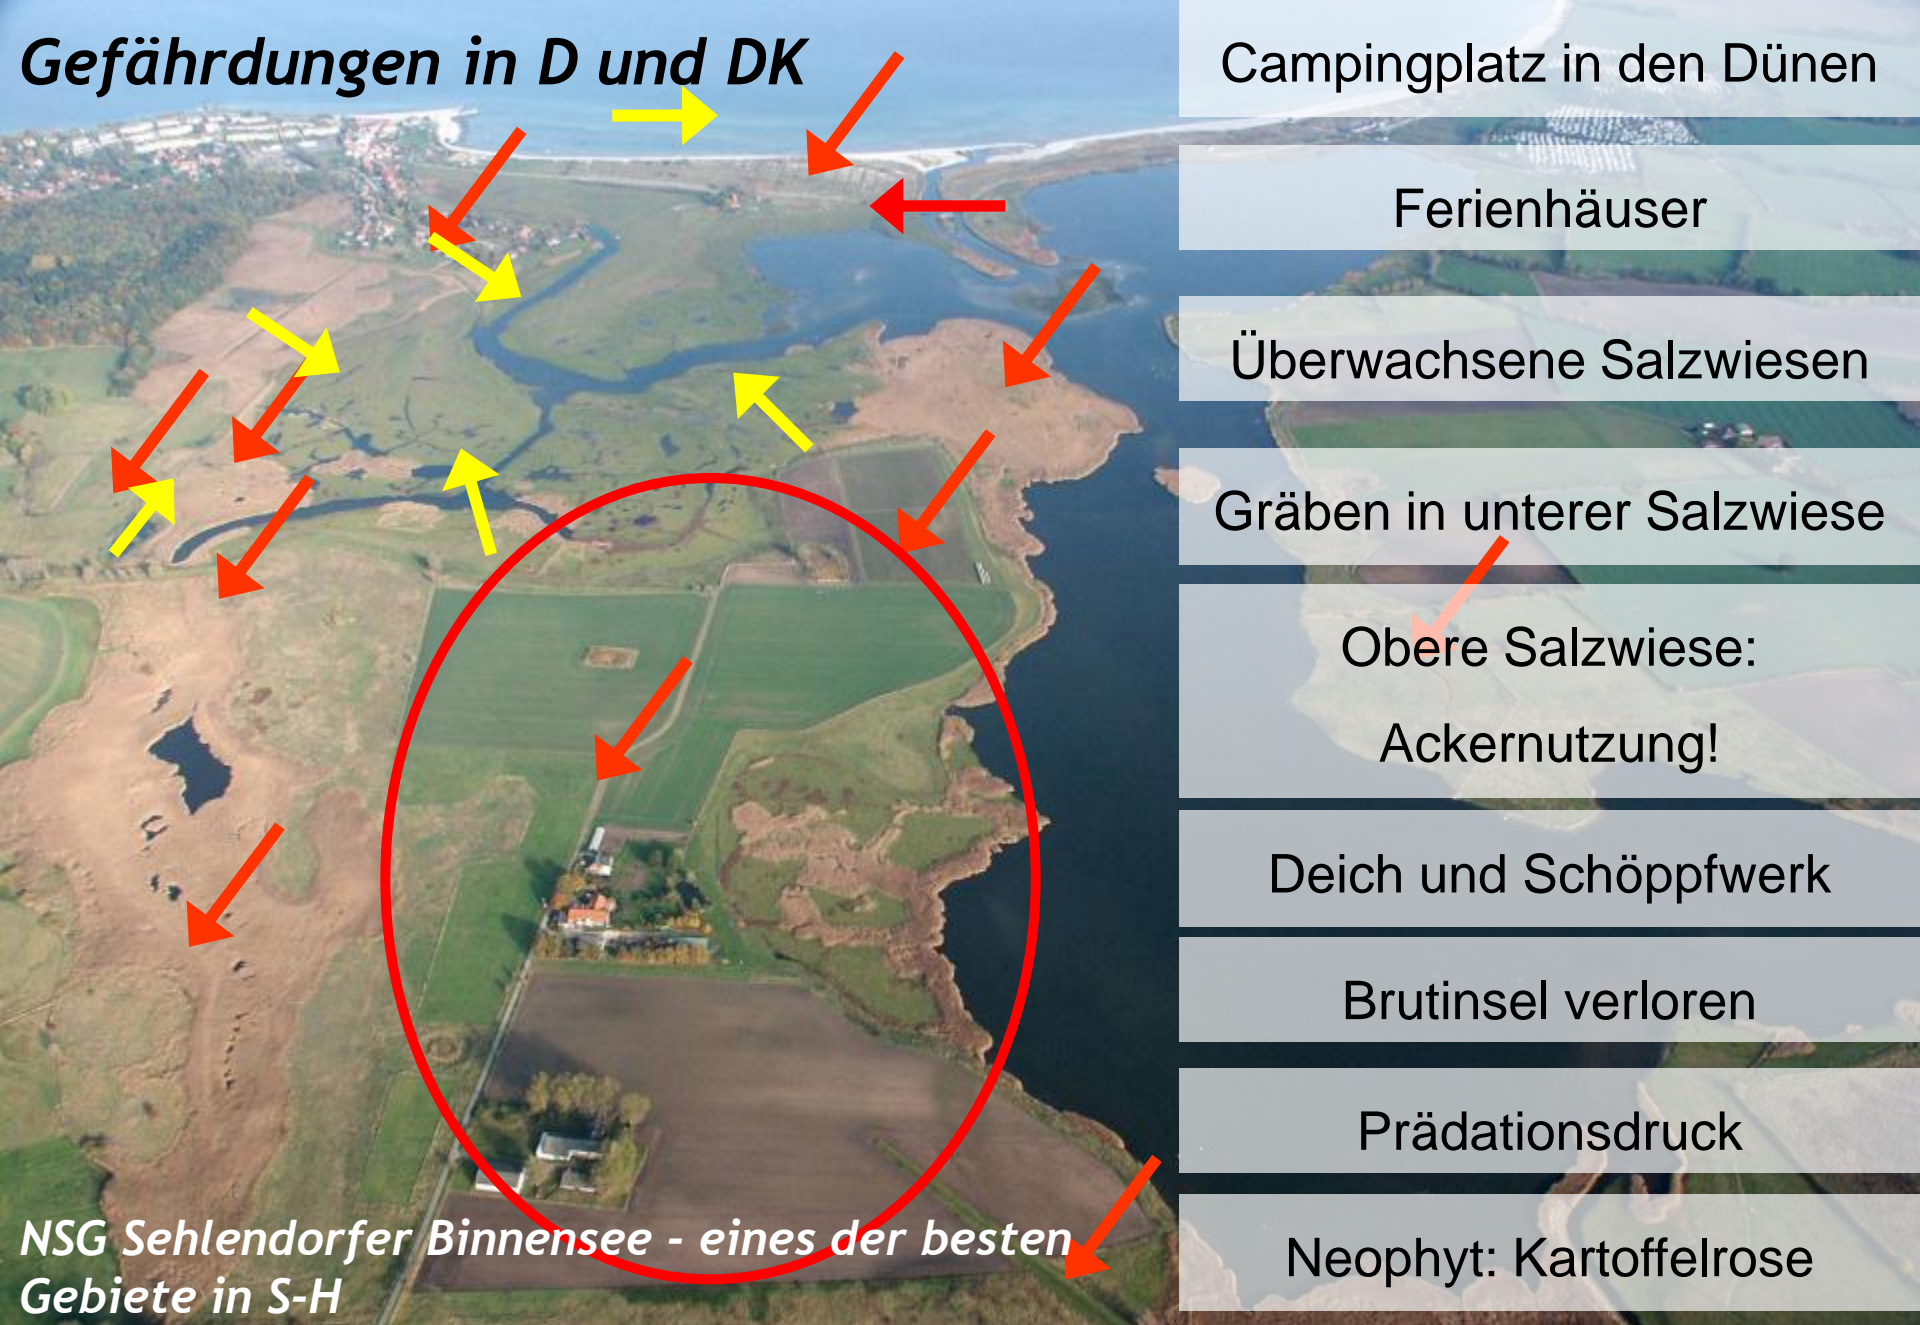 Gefährdungen in D und DK
Campingplatz in den Dünen
Ferienhäuser
Überwachsene Salzwiesen
Gräben in unterer Salzwiese
Obere Salzwiese:
Ackernutzung!
Deich und Schöppfwerk
Brutinsel verloren
Prädationsdruck
Neophyt: Kartoffelrose
NSG Sehlendorfer Binnensee - eines der besten
Gebiete in S-H